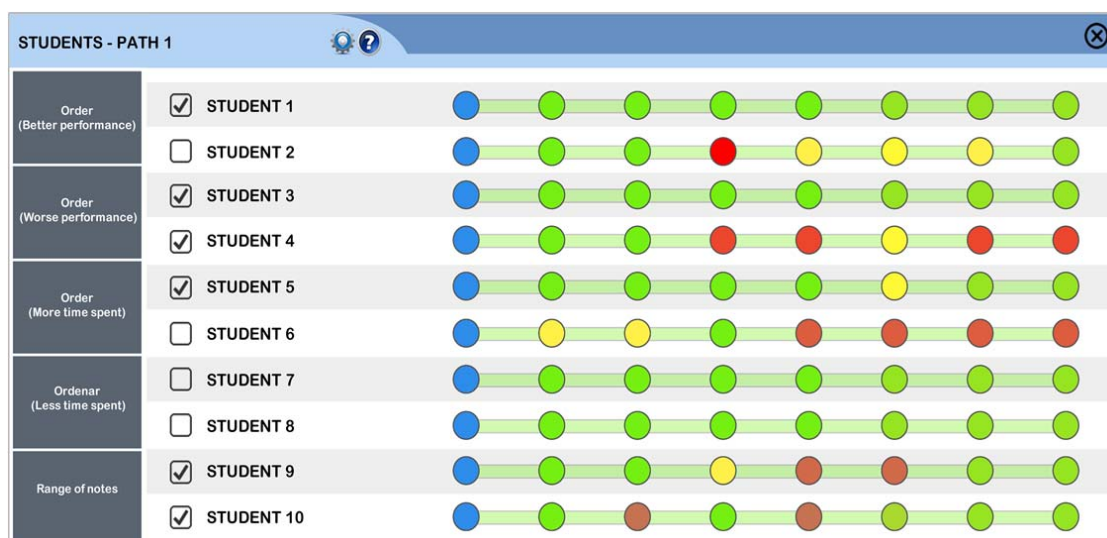 STUDENTS - PATH 1
?
Order
(Better performance)
Order
(Worse performance)
Order
(More time spent)
Ordenar
(Less time spent)
Range of notes
STUDENT 1
STUDENT 2
STUDENT 3
STUDENT 4
STUDENT 5
STUDENT 6
STUDENT 7
STUDENT 8
STUDENT 9
STUDENT 10